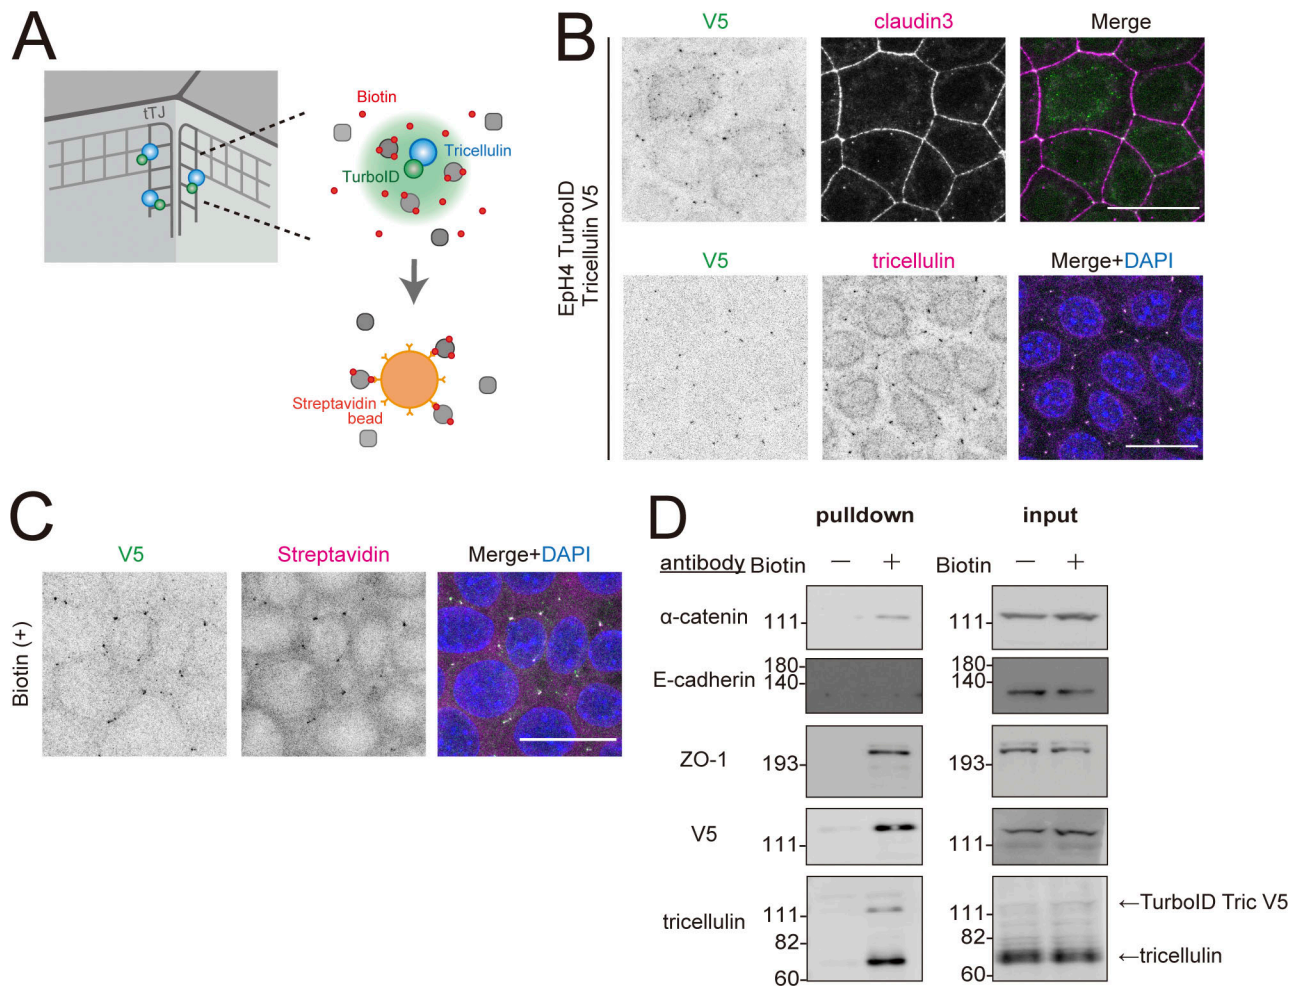 A
tTJ
Biotin
Tricellulin
TurboID
Streptavidin
bead
B
EpH4 TurboID
Tricellulin V5
V5
claudin3
Merge
V5
tricellulin
Merge+DAPI
C
Biotin (+)
V5
Streptavidin
Merge+DAPI
D
pulldown
input
antibody Biotin − +
Biotin − +
α-catenin
111-
111-
E-cadherin
180-
140-
180-
140-
ZO-1
193-
193-
V5
111-
111-
tricellulin
111-
82-
60-
111-
82-
60-
←TurboID Tric V5
←tricellulin